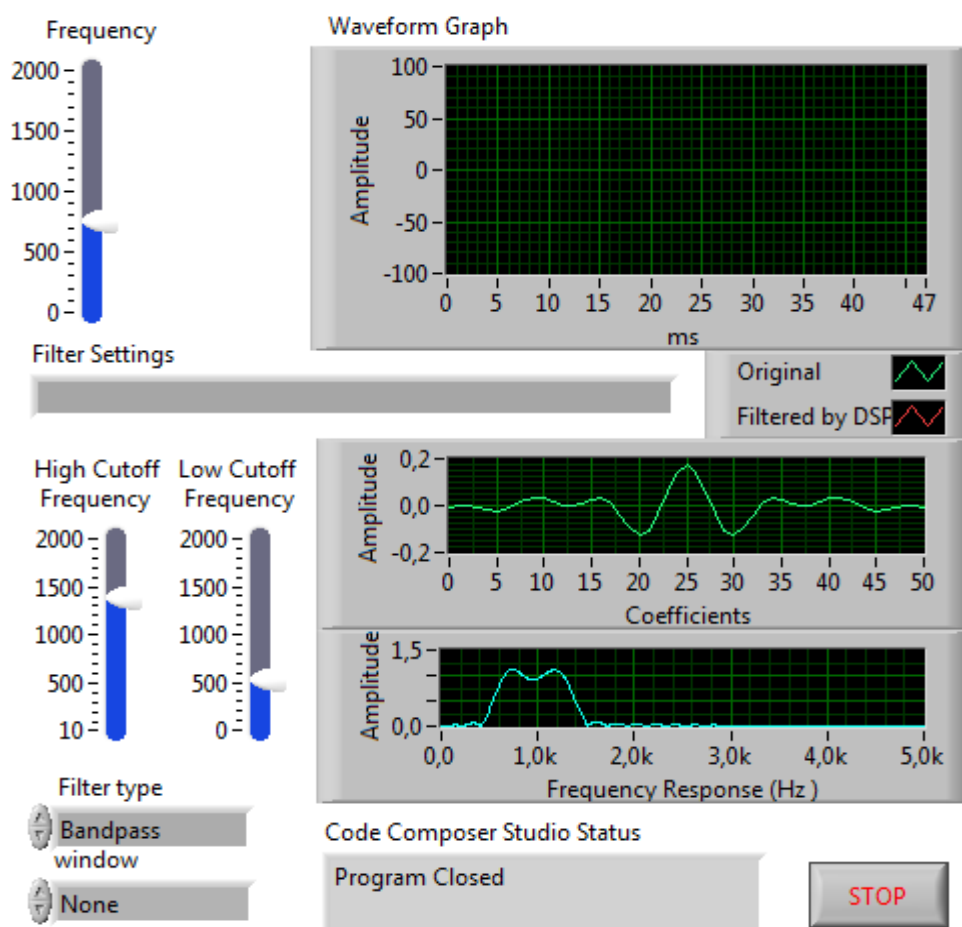 Frequency
2000
1500
1000
500
0
Waveform Graph
Amplitude
100
50
0
-50
-100
0 5 10 15 20 25 30 35 40 47
ms
Filter Settings
Original
Filtered by DSP
High Cutoff
Frequency
2000
1500
1000
500
10
Low Cutoff
Frequency
2000
1500
1000
500
0
Amplitude
0,2
0,0
-0,2
0 5 10 15 20 25 30 35 40 45 50
Coefficients
Amplitude
1,5
0,0
0,0 1,0k 2,0k 3,0k 4,0k 5,0k
Frequency Response (Hz )
Filter type
Bandpass
window
None
Code Composer Studio Status
Program Closed
STOP